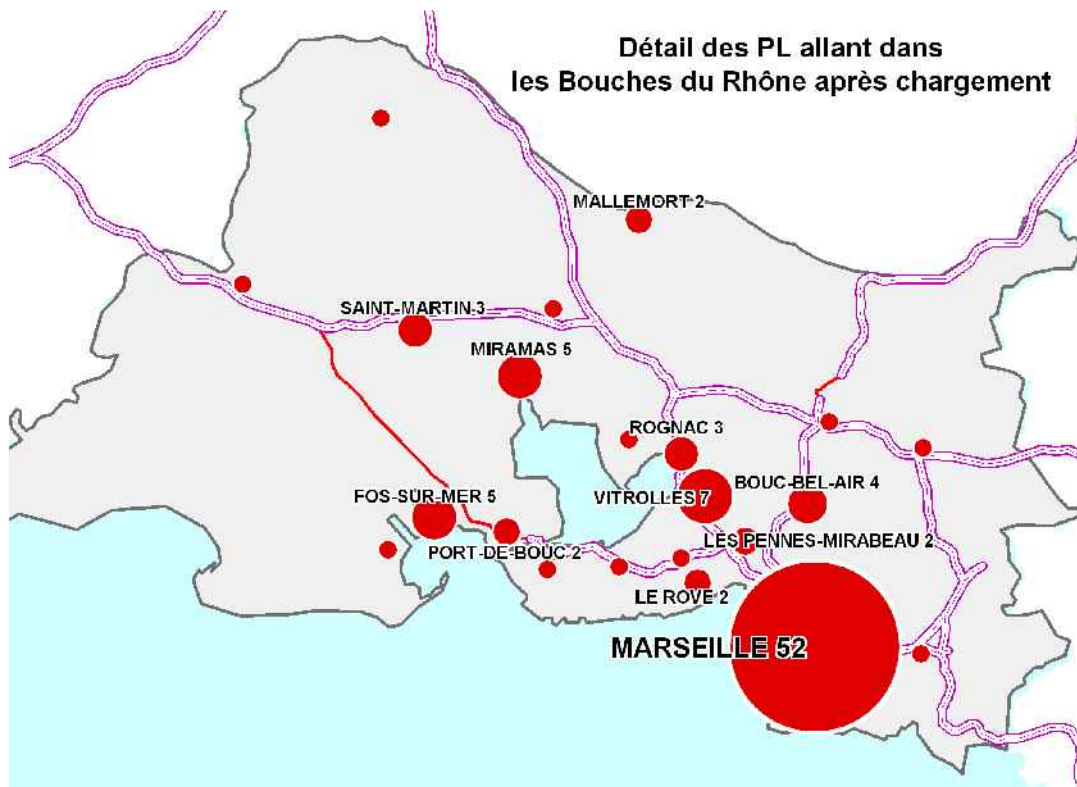 Détail des PL allant dans
les Bouches du Rhône après chargement
MALLEMORT 2
SAINT-MARTIN 3
MIRAMAS 5
ROGNAC 3
FOS-SUR-MER 5
VITROLLES 7
BOUC-BEL-AIR 4
PORT-DE-BOUC 2
LES PENNES-MIRABEAU 2
LE ROVE 2
MARSEILLE 52